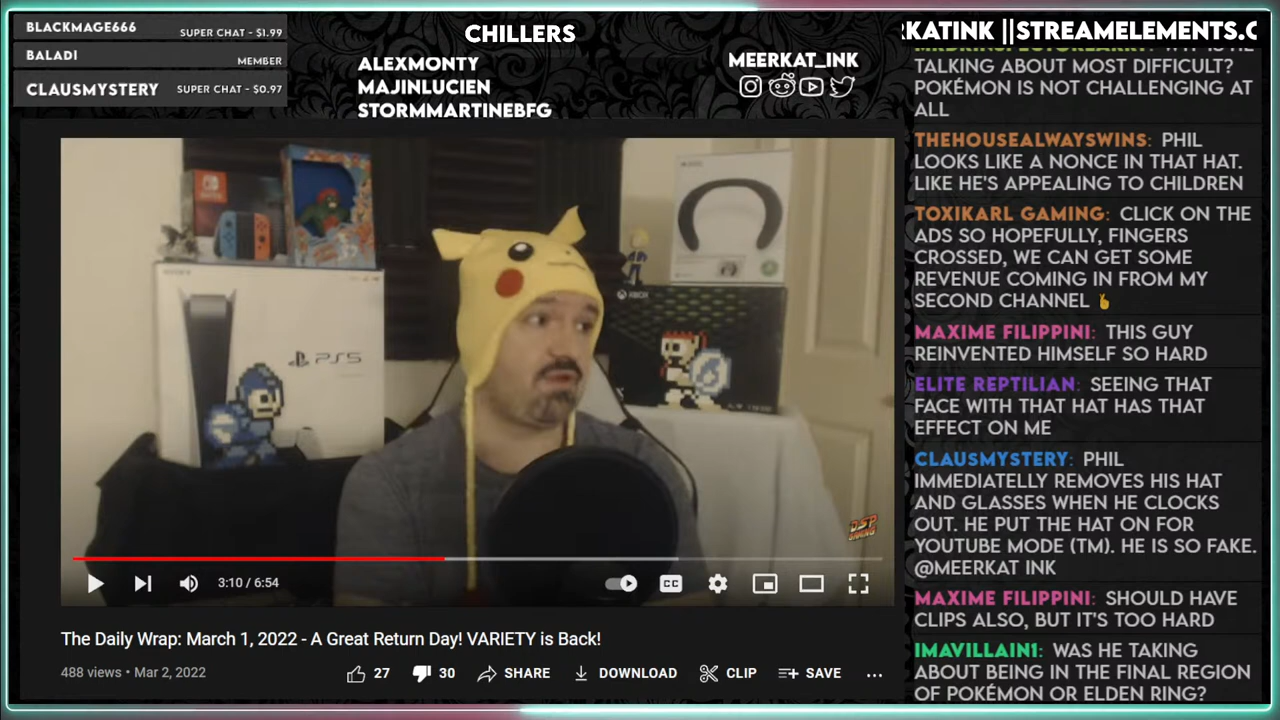 BLACKMAGE666 SUPER CHAT - $1.99
BALADI MEMBER
CLAUSMYSTERY SUPER CHAT - $0.97
CHILLERS
ALEXMONTY
MAJINLUCIEN
STORMMARTINEBFG
MEERKAT_INK
RKATINK ||STREAMELEMENTS.C
TALKING ABOUT MOST DIFFICULT?
POKÉMON IS NOT CHALLENGING AT
ALL
THEHOUSEALWAYSWINS: PHIL
LOOKS LIKE A NONCE IN THAT HAT.
LIKE HE'S APPEALING TO CHILDREN
TOXIKARL GAMING: CLICK ON THE
ADS SO HOPEFULLY, FINGERS
CROSSED, WE CAN GET SOME
REVENUE COMING IN FROM MY
SECOND CHANNEL
MAXIME FILIPPINI: THIS GUY
REINVENTED HIMSELF SO HARD
ELITE REPTILIAN: SEEING THAT
FACE WITH THAT HAT HAS THAT
EFFECT ON ME
CLAUSMYSTERY: PHIL
IMMEDIATELLY REMOVES HIS HAT
AND GLASSES WHEN HE CLOCKS
OUT. HE PUT THE HAT ON FOR
YOUTUBE MODE (TM). HE IS SO FAKE.
@MEERKAT INK
MAXIME FILIPPINI: SHOULD HAVE
CLIPS ALSO, BUT IT'S TOO HARD
IMAVILLAIN1: WAS HE TAKING
ABOUT BEING IN THE FINAL REGION
OF POKÉMON OR ELDEN RING?
SONY
PS5
XBOX
DSP
GAMING
3:10 / 6:54
CC
The Daily Wrap: March 1, 2022 - A Great Return Day! VARIETY is Back!
488 views • Mar 2, 2022
27 30 SHARE DOWNLOAD CLIP SAVE ...